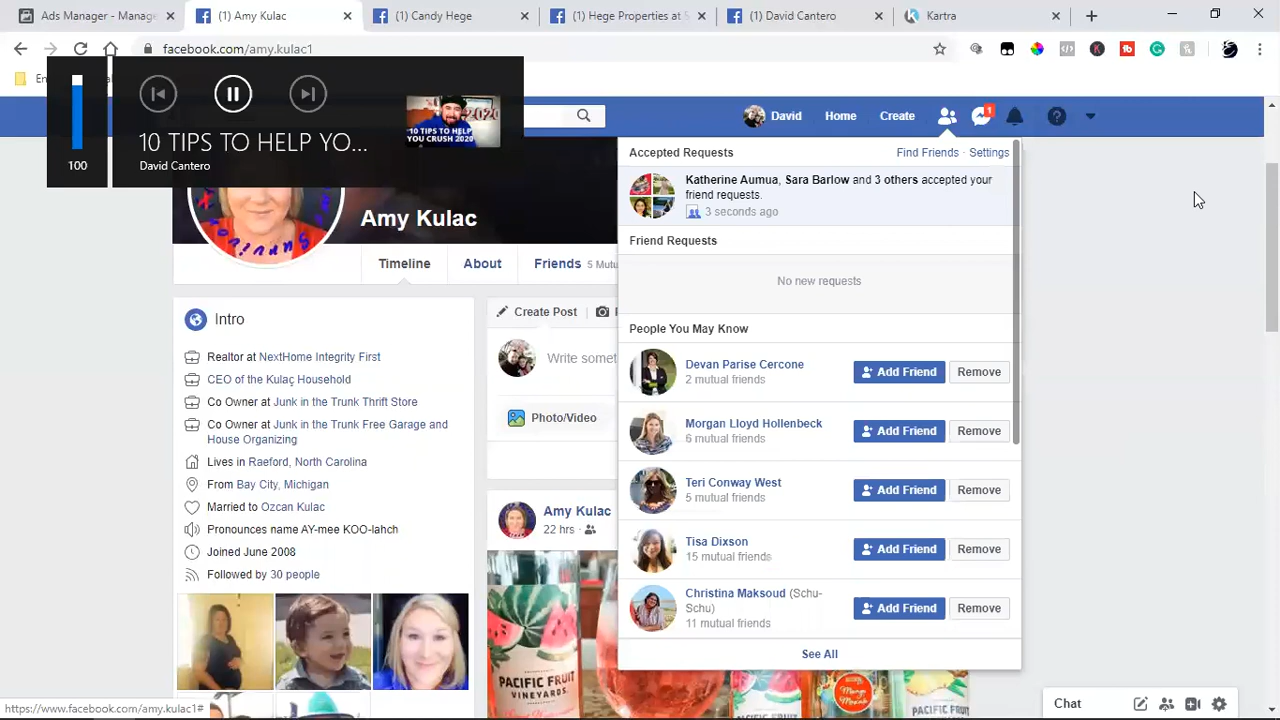 Ads Manager - Manage
(1) Amy Kulac
(1) Candy Hege
(1) Hege Properties at S
(1) David Cantero
Kartra
facebook.com/amy.kulac1
En
100
10 TIPS TO HELP YO...
David Cantero
2020
10 TIPS TO HELP
YOU CRUSH 2020
David
Home
Create
1
Amy Kulac
Timeline
About
Friends 5 Mutu
Intro
Realtor at NextHome Integrity First
CEO of the Kulaç Household
Co Owner at Junk in the Trunk Thrift Store
Co Owner at Junk in the Trunk Free Garage and
House Organizing
Lives in Raeford, North Carolina
From Bay City, Michigan
Married to Ozcan Kulac
Pronounces name AY-mee KOO-lahch
Joined June 2008
Followed by 30 people
Create Post
Write somet
Photo/Video
Amy Kulac
22 hrs
PACIFIC FRUIT
VINEYARDS.
PACIFIC FRU
VINEYARD
Accepted Requests
Find Friends · Settings
Katherine Aumua, Sara Barlow and 3 others accepted your
friend requests.
3 seconds ago
Friend Requests
No new requests
People You May Know
Devan Parise Cercone
2 mutual friends
Add Friend
Remove
Morgan Lloyd Hollenbeck
6 mutual friends
Add Friend
Remove
Teri Conway West
5 mutual friends
Add Friend
Remove
Tisa Dixson
15 mutual friends
Add Friend
Remove
Christina Maksoud (Schu-
Schu)
11 mutual friends
Add Friend
Remove
See All
Chat
https://www.facebook.com/amy.kulac1#